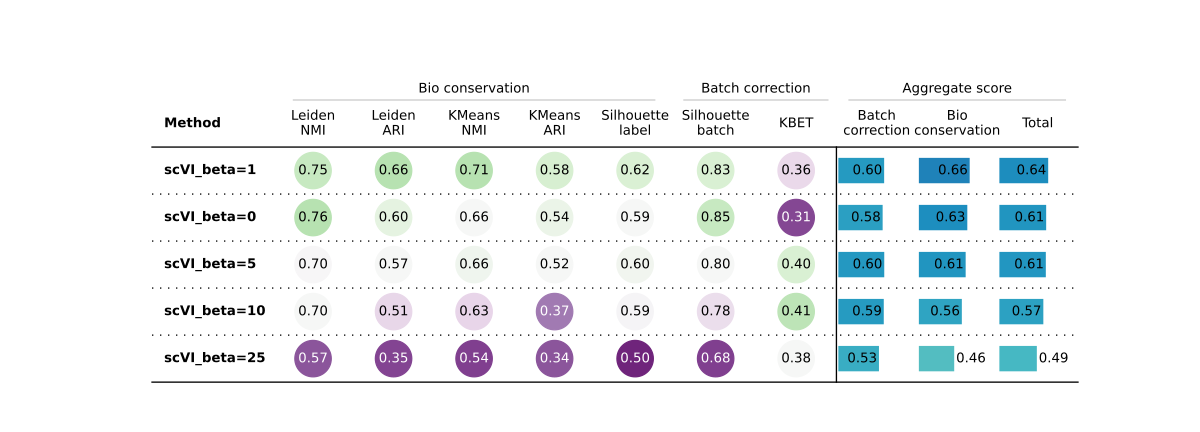 Bio conservation Batch correction Aggregate score
Method Leiden NMI Leiden ARI KMeans NMI KMeans ARI Silhouette label Silhouette batch KBET Batch correction Bio conservation Total
scVI_beta=1 0.75 0.66 0.71 0.58 0.62 0.83 0.36 0.60 0.66 0.64
scVI_beta=0 0.76 0.60 0.66 0.54 0.59 0.85 0.31 0.58 0.63 0.61
scVI_beta=5 0.70 0.57 0.66 0.52 0.60 0.80 0.40 0.60 0.61 0.61
scVI_beta=10 0.70 0.51 0.63 0.37 0.59 0.78 0.41 0.59 0.56 0.57
scVI_beta=25 0.57 0.35 0.54 0.34 0.50 0.68 0.38 0.53 0.46 0.49